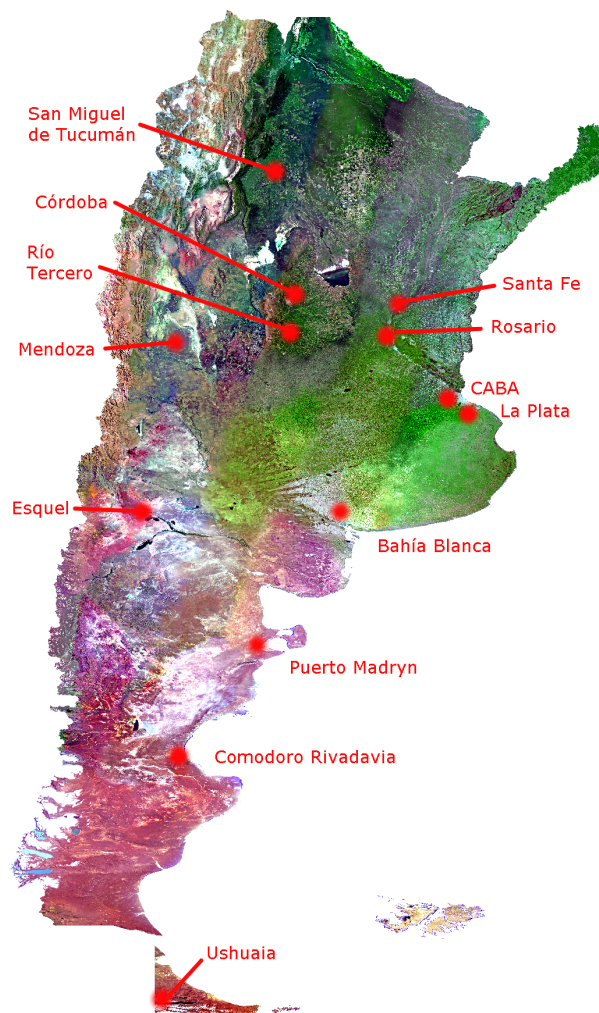 San Miguel
de Tucumán
Córdoba
Río
Tercero
Santa Fe
Rosario
Mendoza
CABA
La Plata
Esquel
Bahía Blanca
Puerto Madryn
Comodoro Rivadavia
Ushuaia